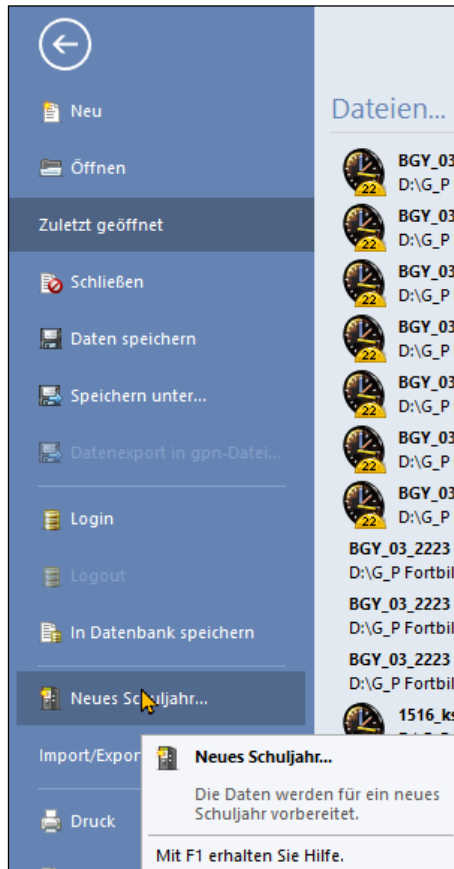 Neu
Öffnen
Zuletzt geöffnet
Schließen
Daten speichern
Speichern unter...
Datenexport in gpn-Datei...
Login
Logout
In Datenbank speichern
Neues Schuljahr...
Import/Expor
Druck
Neues Schuljahr...
Die Daten werden für ein neues
Schuljahr vorbereitet.
Mit F1 erhalten Sie Hilfe.
Dateien...
BGY_03
D:\G_P
22
BGY_03
D:\G_P
22
BGY_03
D:\G_P
22
BGY_03
D:\G_P
22
BGY_03
D:\G_P
22
BGY_03
D:\G_P
22
BGY_03
D:\G_P
22
BGY_03_2223
D:\G_P Fortbil
BGY_03_2223
D:\G_P Fortbil
BGY_03_2223
D:\G_P Fortbil
1516_ks